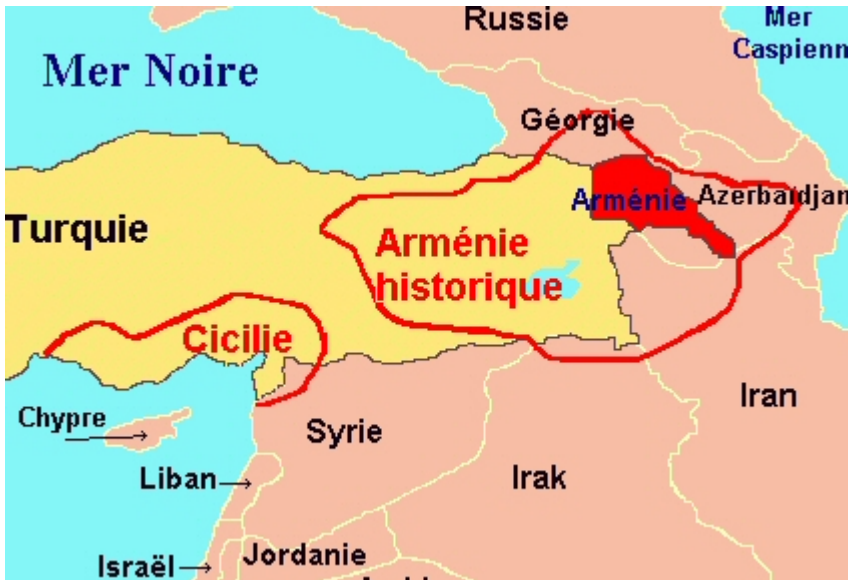 Russie
Mer
Caspienn
Mer Noire
Géorgie
Arménie
Azerbaïdjan
Turquie
Arménie
historique
Cicilie
Iran
Chypre
Syrie
Liban
Irak
Israël
Jordanie